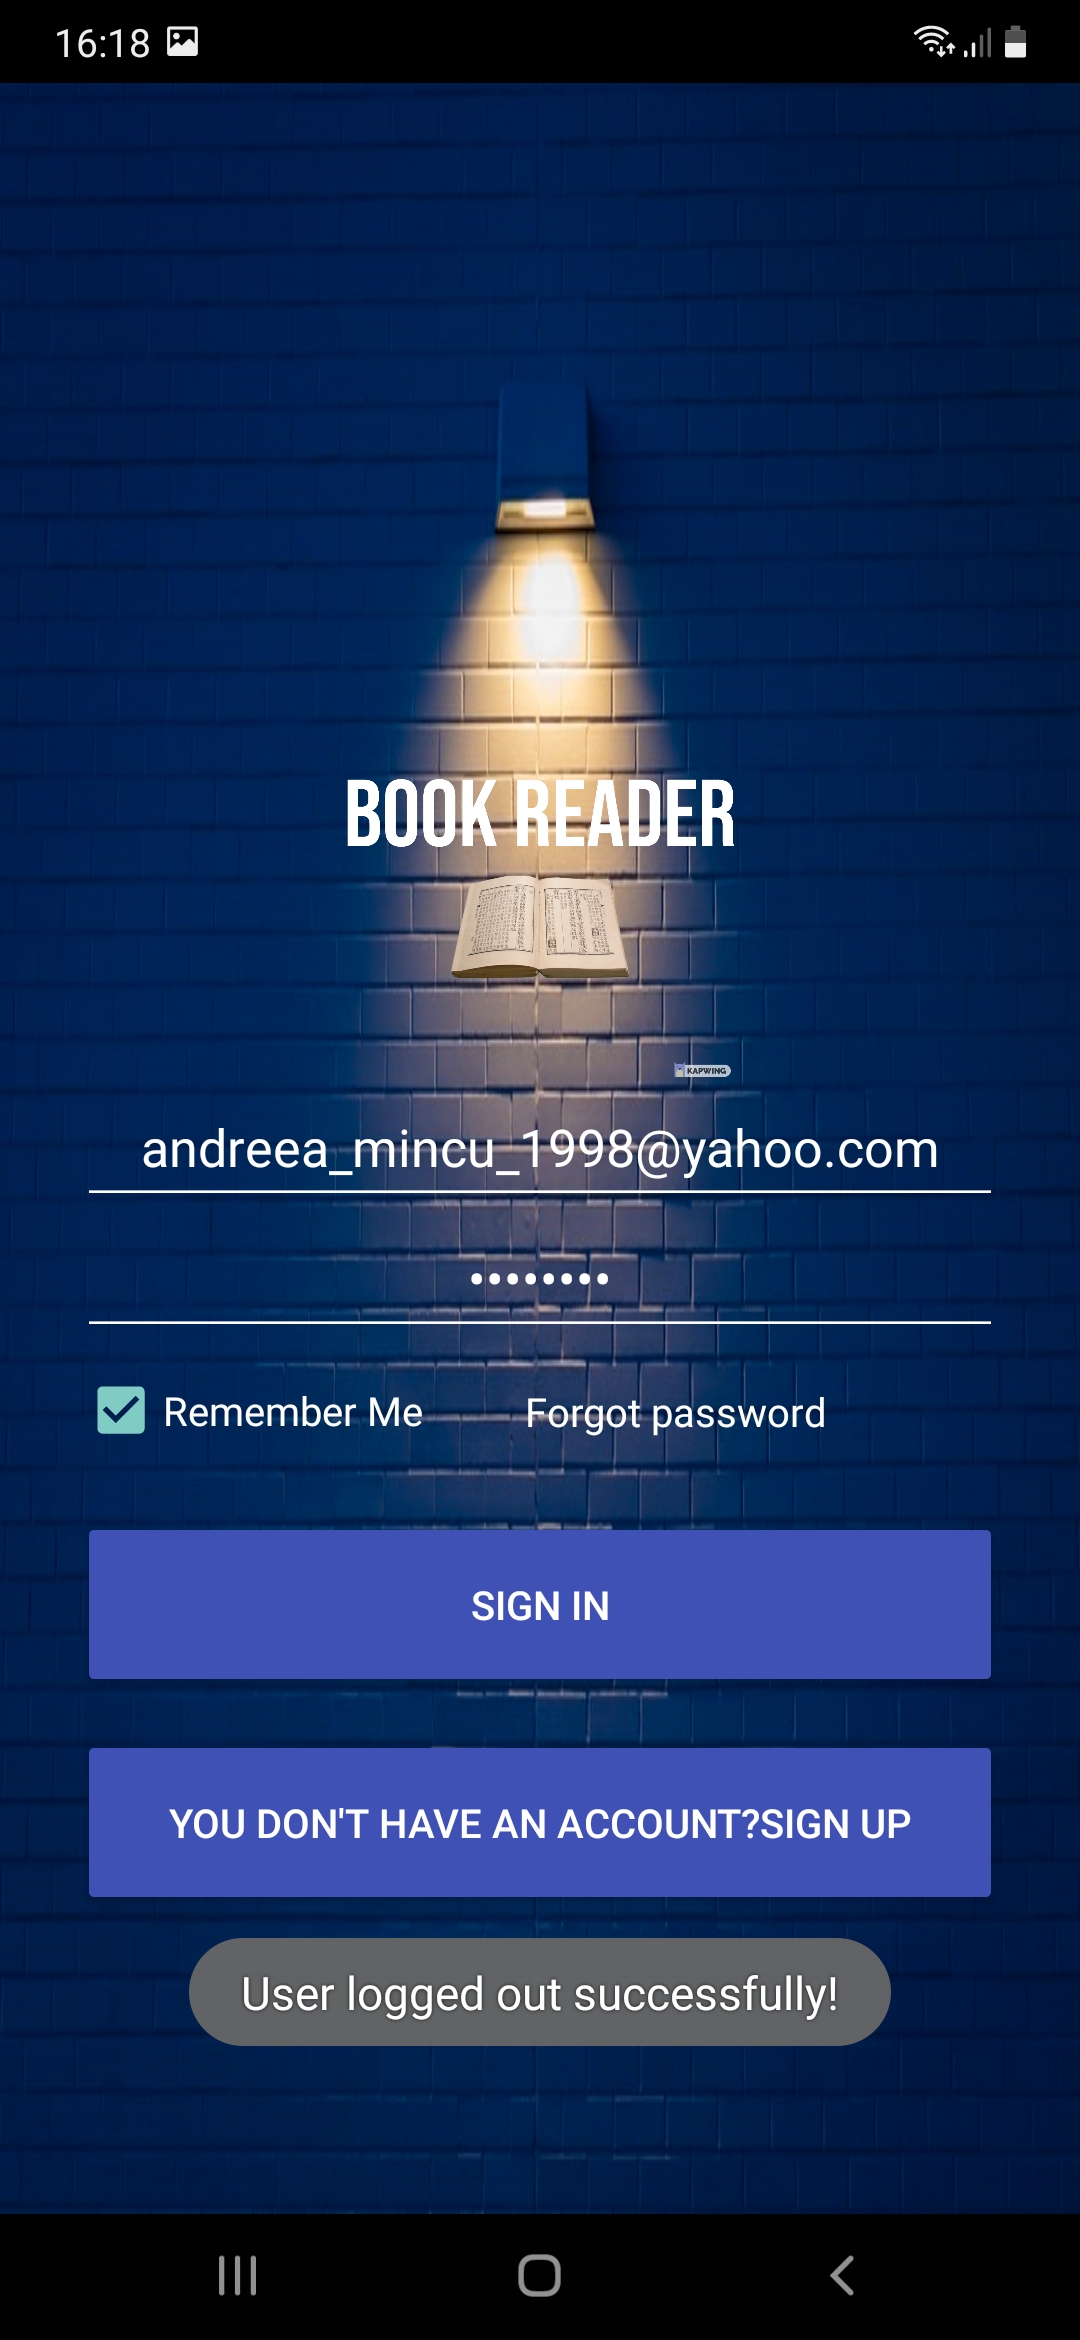 16:18
BOOK READER
KAPWING
andreea_mincu_1998@yahoo.com
••••••••
Remember Me
Forgot password
SIGN IN
YOU DON'T HAVE AN ACCOUNT?SIGN UP
User logged out successfully!